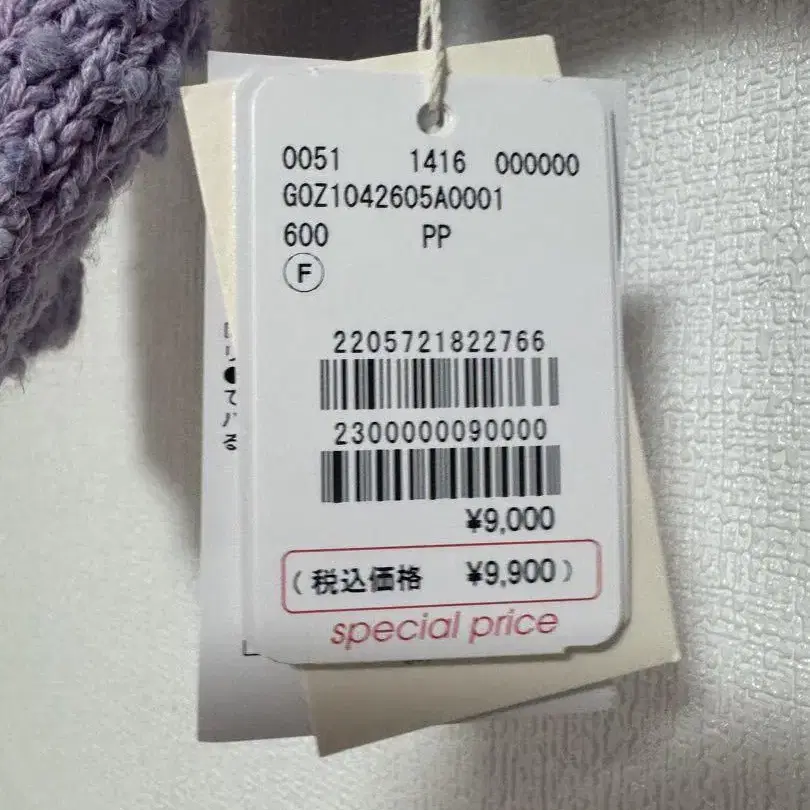 0051 1416 000000
G0Z1042605A0001
600 PP
F
2205721822766
2300000090000
¥9,000
(税込価格 ¥9,900)
special price